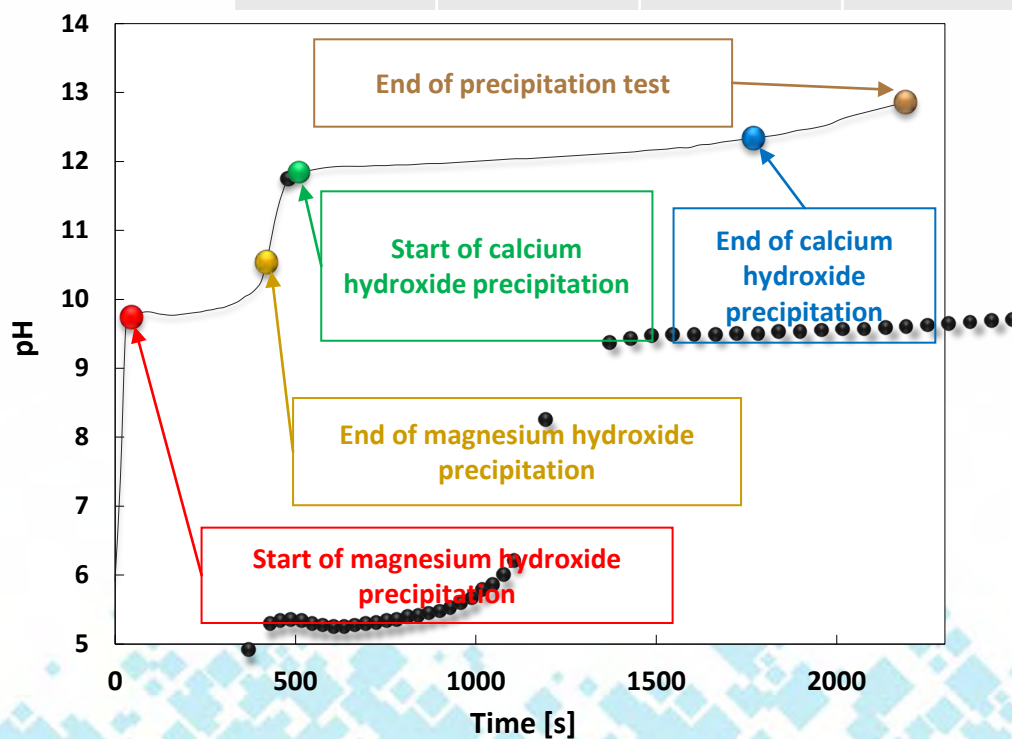 14
13
12
11
10
9
8
7
6
5
pH
End of precipitation test
Start of calcium
hydroxide precipitation
End of calcium
hydroxide
precipitation
End of magnesium hydroxide
precipitation
Start of magnesium hydroxide
precipitation
0 500 1000 1500 2000
Time [s]